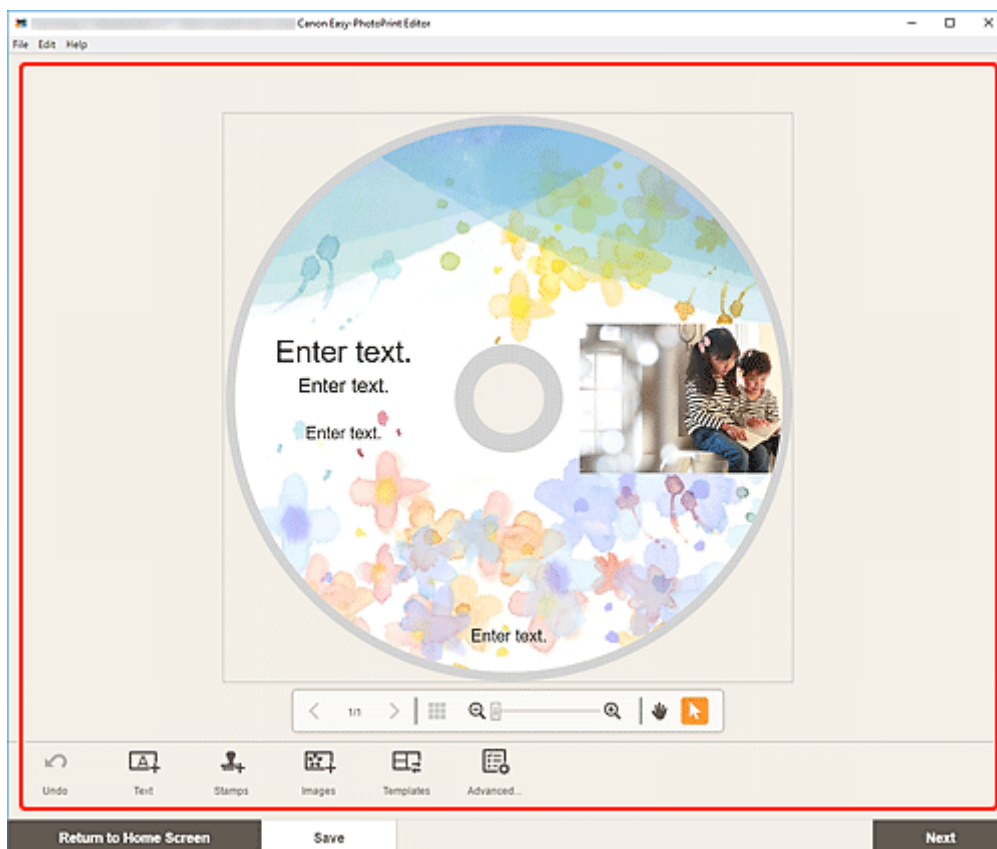 Canon Easy-PhotoPrint Editor
File Edit Help
Enter text.
Enter text.
Enter text.
Enter text.
1/1
Undo Text Stamps Images Templates Advanced...
Return to Home Screen Save Next